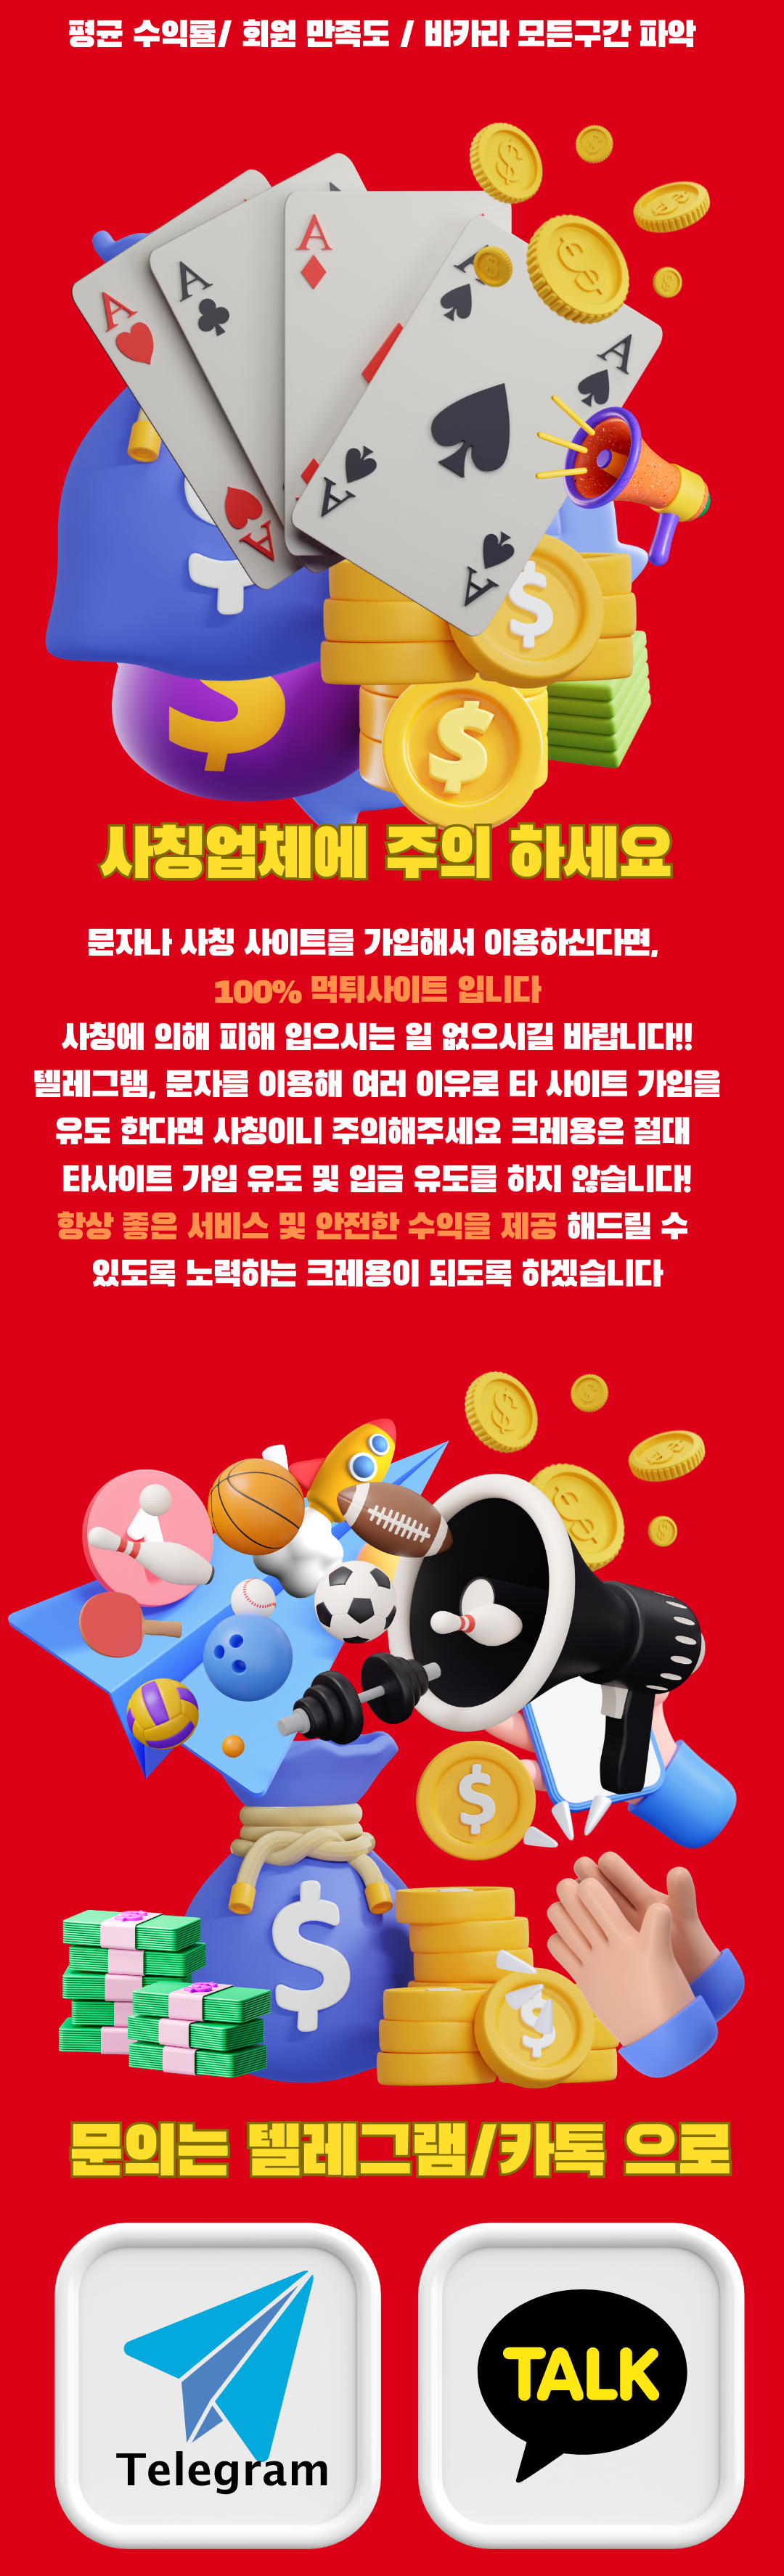 평균 수익률/ 회원 만족도 / 바카라 모든구간 파악
A
A
A
A
A
A
A
A
A
$
$
$
사칭업체에 주의 하세요
문자나 사칭 사이트를 가입해서 이용하신다면,
100% 먹튀사이트 입니다
사칭에 의해 피해 입으시는 일 없으시길 바랍니다!!
텔레그램, 문자를 이용해 여러 이유로 타 사이트 가입을
유도 한다면 사칭이니 주의해주세요 크레용은 절대
타사이트 가입 유도 및 입금 유도를 하지 않습니다!
항상 좋은 서비스 및 안전한 수익을 제공 해드릴 수
있도록 노력하는 크레용이 되도록 하겠습니다
$
$
$
문의는 텔레그램/카톡 으로
Telegram
TALK